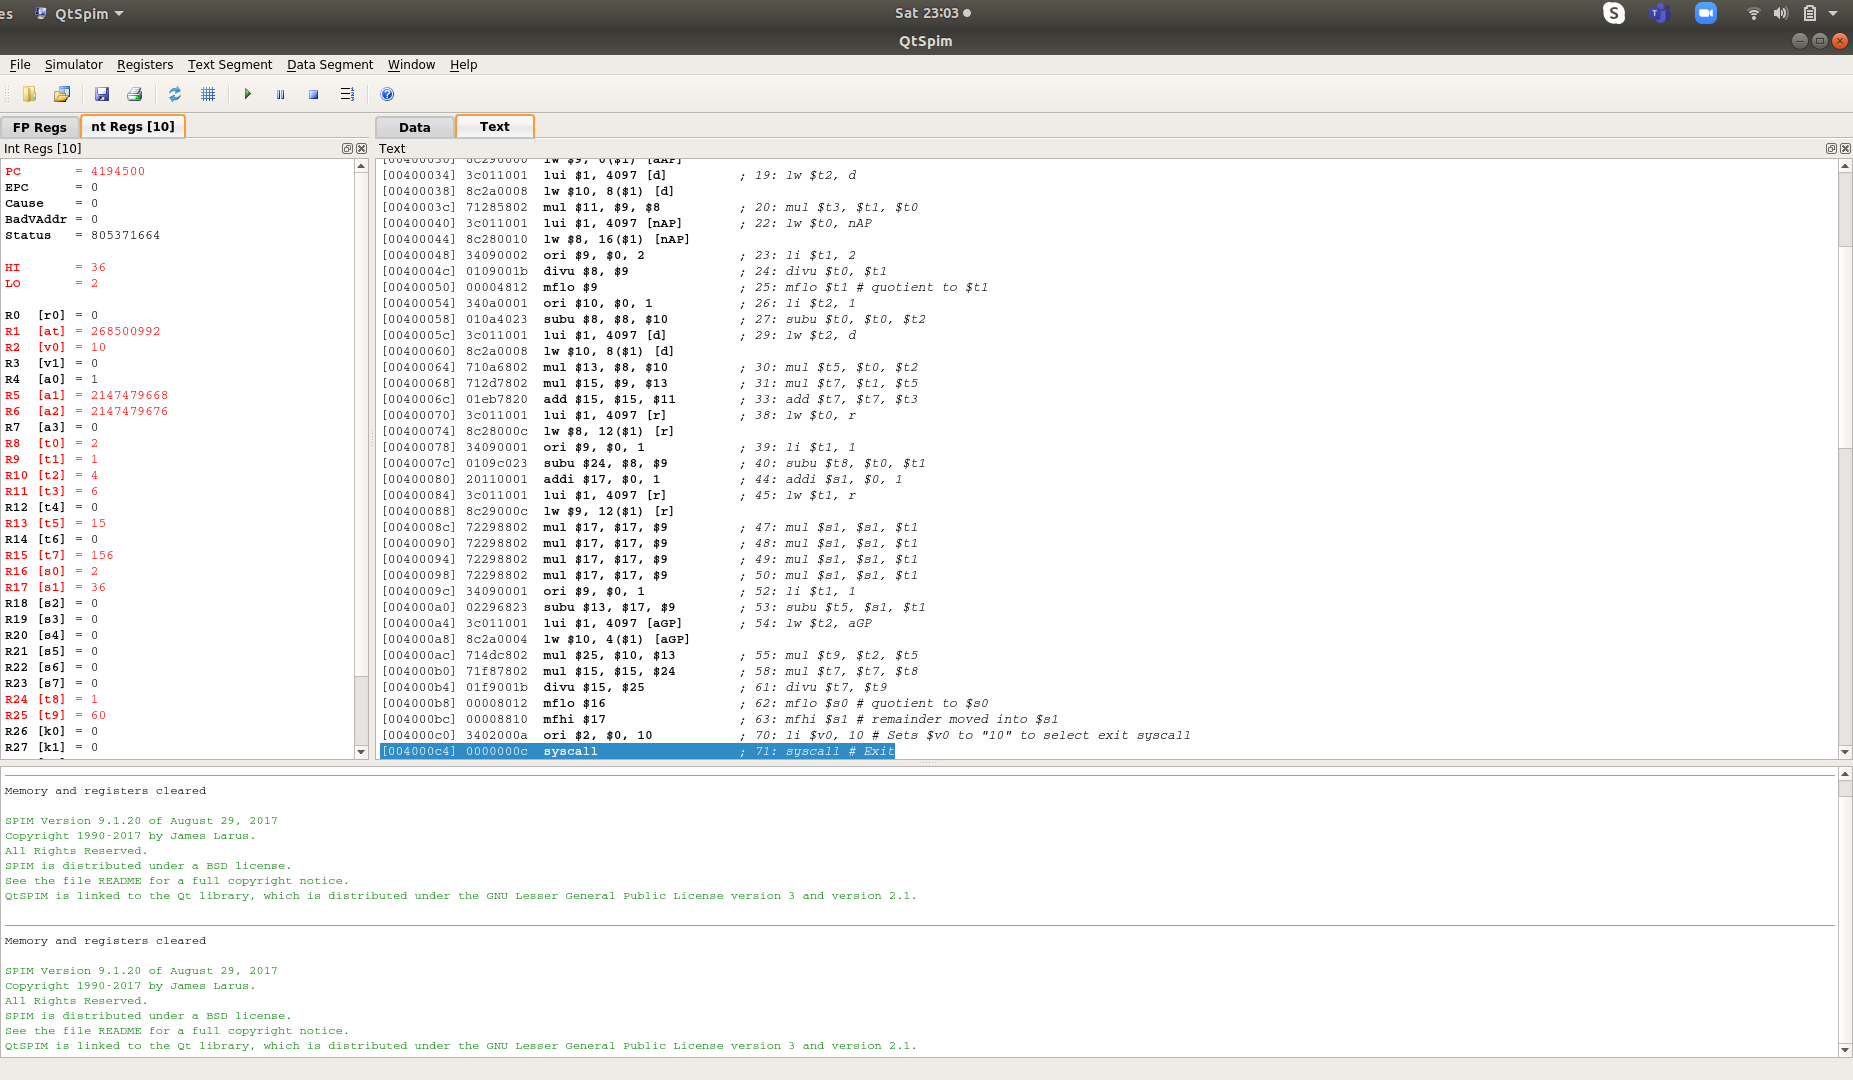 es QtSpim Sat 23:03
QtSpim
File Simulator Registers Text Segment Data Segment Window Help
FP Regs nt Regs [10]
Int Regs [10]
PC = 4194500
EPC = 0
Cause = 0
BadVAddr = 0
Status = 805371664
HI = 36
LO = 2
R0 [r0] = 0
R1 [at] = 268500992
R2 [v0] = 10
R3 [v1] = 0
R4 [a0] = 1
R5 [a1] = 2147479668
R6 [a2] = 2147479676
R7 [a3] = 0
R8 [t0] = 2
R9 [t1] = 1
R10 [t2] = 4
R11 [t3] = 6
R12 [t4] = 0
R13 [t5] = 15
R14 [t6] = 0
R15 [t7] = 156
R16 [s0] = 2
R17 [s1] = 36
R18 [s2] = 0
R19 [s3] = 0
R20 [s4] = 0
R21 [s5] = 0
R22 [s6] = 0
R23 [s7] = 0
R24 [t8] = 1
R25 [t9] = 60
R26 [k0] = 0
R27 [k1] = 0
Data Text
Text
[00400030] 8c290000 lw $9, 0($1) [aAP]
[00400034] 3c011001 lui $1, 4097 [d] ; 19: lw $t2, d
[00400038] 8c2a0008 lw $10, 8($1) [d]
[0040003c] 71285802 mul $11, $9, $8 ; 20: mul $t3, $t1, $t0
[00400040] 3c011001 lui $1, 4097 [nAP] ; 22: lw $t0, nAP
[00400044] 8c280010 lw $8, 16($1) [nAP]
[00400048] 34090002 ori $9, $0, 2 ; 23: li $t1, 2
[0040004c] 0109001b divu $8, $9 ; 24: divu $t0, $t1
[00400050] 00004812 mflo $9 ; 25: mflo $t1 # quotient to $t1
[00400054] 340a0001 ori $10, $0, 1 ; 26: li $t2, 1
[00400058] 010a4023 subu $8, $8, $10 ; 27: subu $t0, $t0, $t2
[0040005c] 3c011001 lui $1, 4097 [d] ; 29: lw $t2, d
[00400060] 8c2a0008 lw $10, 8($1) [d]
[00400064] 710a6802 mul $13, $8, $10 ; 30: mul $t5, $t0, $t2
[00400068] 712d7802 mul $15, $9, $13 ; 31: mul $t7, $t1, $t5
[0040006c] 01eb7820 add $15, $15, $11 ; 33: add $t7, $t7, $t3
[00400070] 3c011001 lui $1, 4097 [r] ; 38: lw $t0, r
[00400074] 8c28000c lw $8, 12($1) [r]
[00400078] 34090001 ori $9, $0, 1 ; 39: li $t1, 1
[0040007c] 0109c023 subu $24, $8, $9 ; 40: subu $t8, $t0, $t1
[00400080] 20110001 addi $17, $0, 1 ; 44: addi $s1, $0, 1
[00400084] 3c011001 lui $1, 4097 [r] ; 45: lw $t1, r
[00400088] 8c29000c lw $9, 12($1) [r]
[0040008c] 72298802 mul $17, $17, $9 ; 47: mul $s1, $s1, $t1
[00400090] 72298802 mul $17, $17, $9 ; 48: mul $s1, $s1, $t1
[00400094] 72298802 mul $17, $17, $9 ; 49: mul $s1, $s1, $t1
[00400098] 72298802 mul $17, $17, $9 ; 50: mul $s1, $s1, $t1
[0040009c] 34090001 ori $9, $0, 1 ; 52: li $t1, 1
[004000a0] 02296823 subu $13, $17, $9 ; 53: subu $t5, $s1, $t1
[004000a4] 3c011001 lui $1, 4097 [aGP] ; 54: lw $t2, aGP
[004000a8] 8c2a0004 lw $10, 4($1) [aGP]
[004000ac] 714dc802 mul $25, $10, $13 ; 55: mul $t9, $t2, $t5
[004000b0] 71f87802 mul $15, $15, $24 ; 58: mul $t7, $t7, $t8
[004000b4] 01f9001b divu $15, $25 ; 61: divu $t7, $t9
[004000b8] 00008012 mflo $16 ; 62: mflo $s0 # quotient to $s0
[004000bc] 00008810 mfhi $17 ; 63: mfhi $s1 # remainder moved into $s1
[004000c0] 3402000a ori $2, $0, 10 ; 70: li $v0, 10 # Sets $v0 to "10" to select exit syscall
[004000c4] 0000000c syscall ; 71: syscall # Exit
Memory and registers cleared
SPIM Version 9.1.20 of August 29, 2017
Copyright 1990-2017 by James Larus.
All Rights Reserved.
SPIM is distributed under a BSD license.
See the file README for a full copyright notice.
QtSPIM is linked to the Qt library, which is distributed under the GNU Lesser General Public License version 3 and version 2.1.
Memory and registers cleared
SPIM Version 9.1.20 of August 29, 2017
Copyright 1990-2017 by James Larus.
All Rights Reserved.
SPIM is distributed under a BSD license.
See the file README for a full copyright notice.
QtSPIM is linked to the Qt library, which is distributed under the GNU Lesser General Public License version 3 and version 2.1.